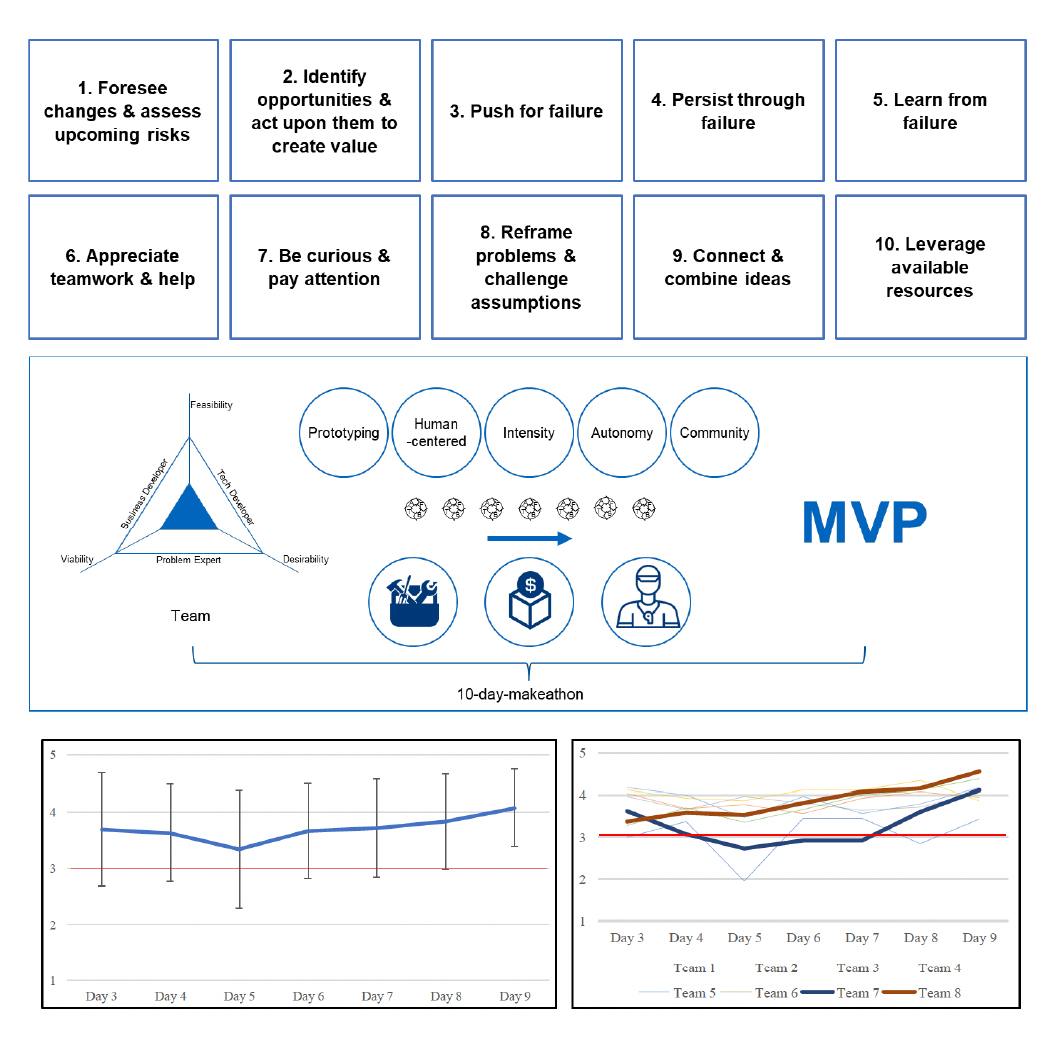 1. Foresee
changes & assess
upcoming risks
2. Identify
opportunities &
act upon them to
create value
3. Push for failure
4. Persist through
failure
5. Learn from
failure
6. Appreciate
teamwork & help
7. Be curious &
pay attention
8. Reframe
problems &
challenge
assumptions
9. Connect &
combine ideas
10. Leverage
available
resources
Feasibility
Business Developer
Tech Developer
Viability
Problem Expert
Desirability
Team
Prototyping
Human
-centered
Intensity
Autonomy
Community
$
MVP
10-day-makeathon
5
4
3
2
1
Day 3 Day 4 Day 5 Day 6 Day 7 Day 8 Day 9
5
4
3
2
1
Day 3 Day 4 Day 5 Day 6 Day 7 Day 8 Day 9
Team 1 Team 2 Team 3 Team 4
Team 5 Team 6 Team 7 Team 8